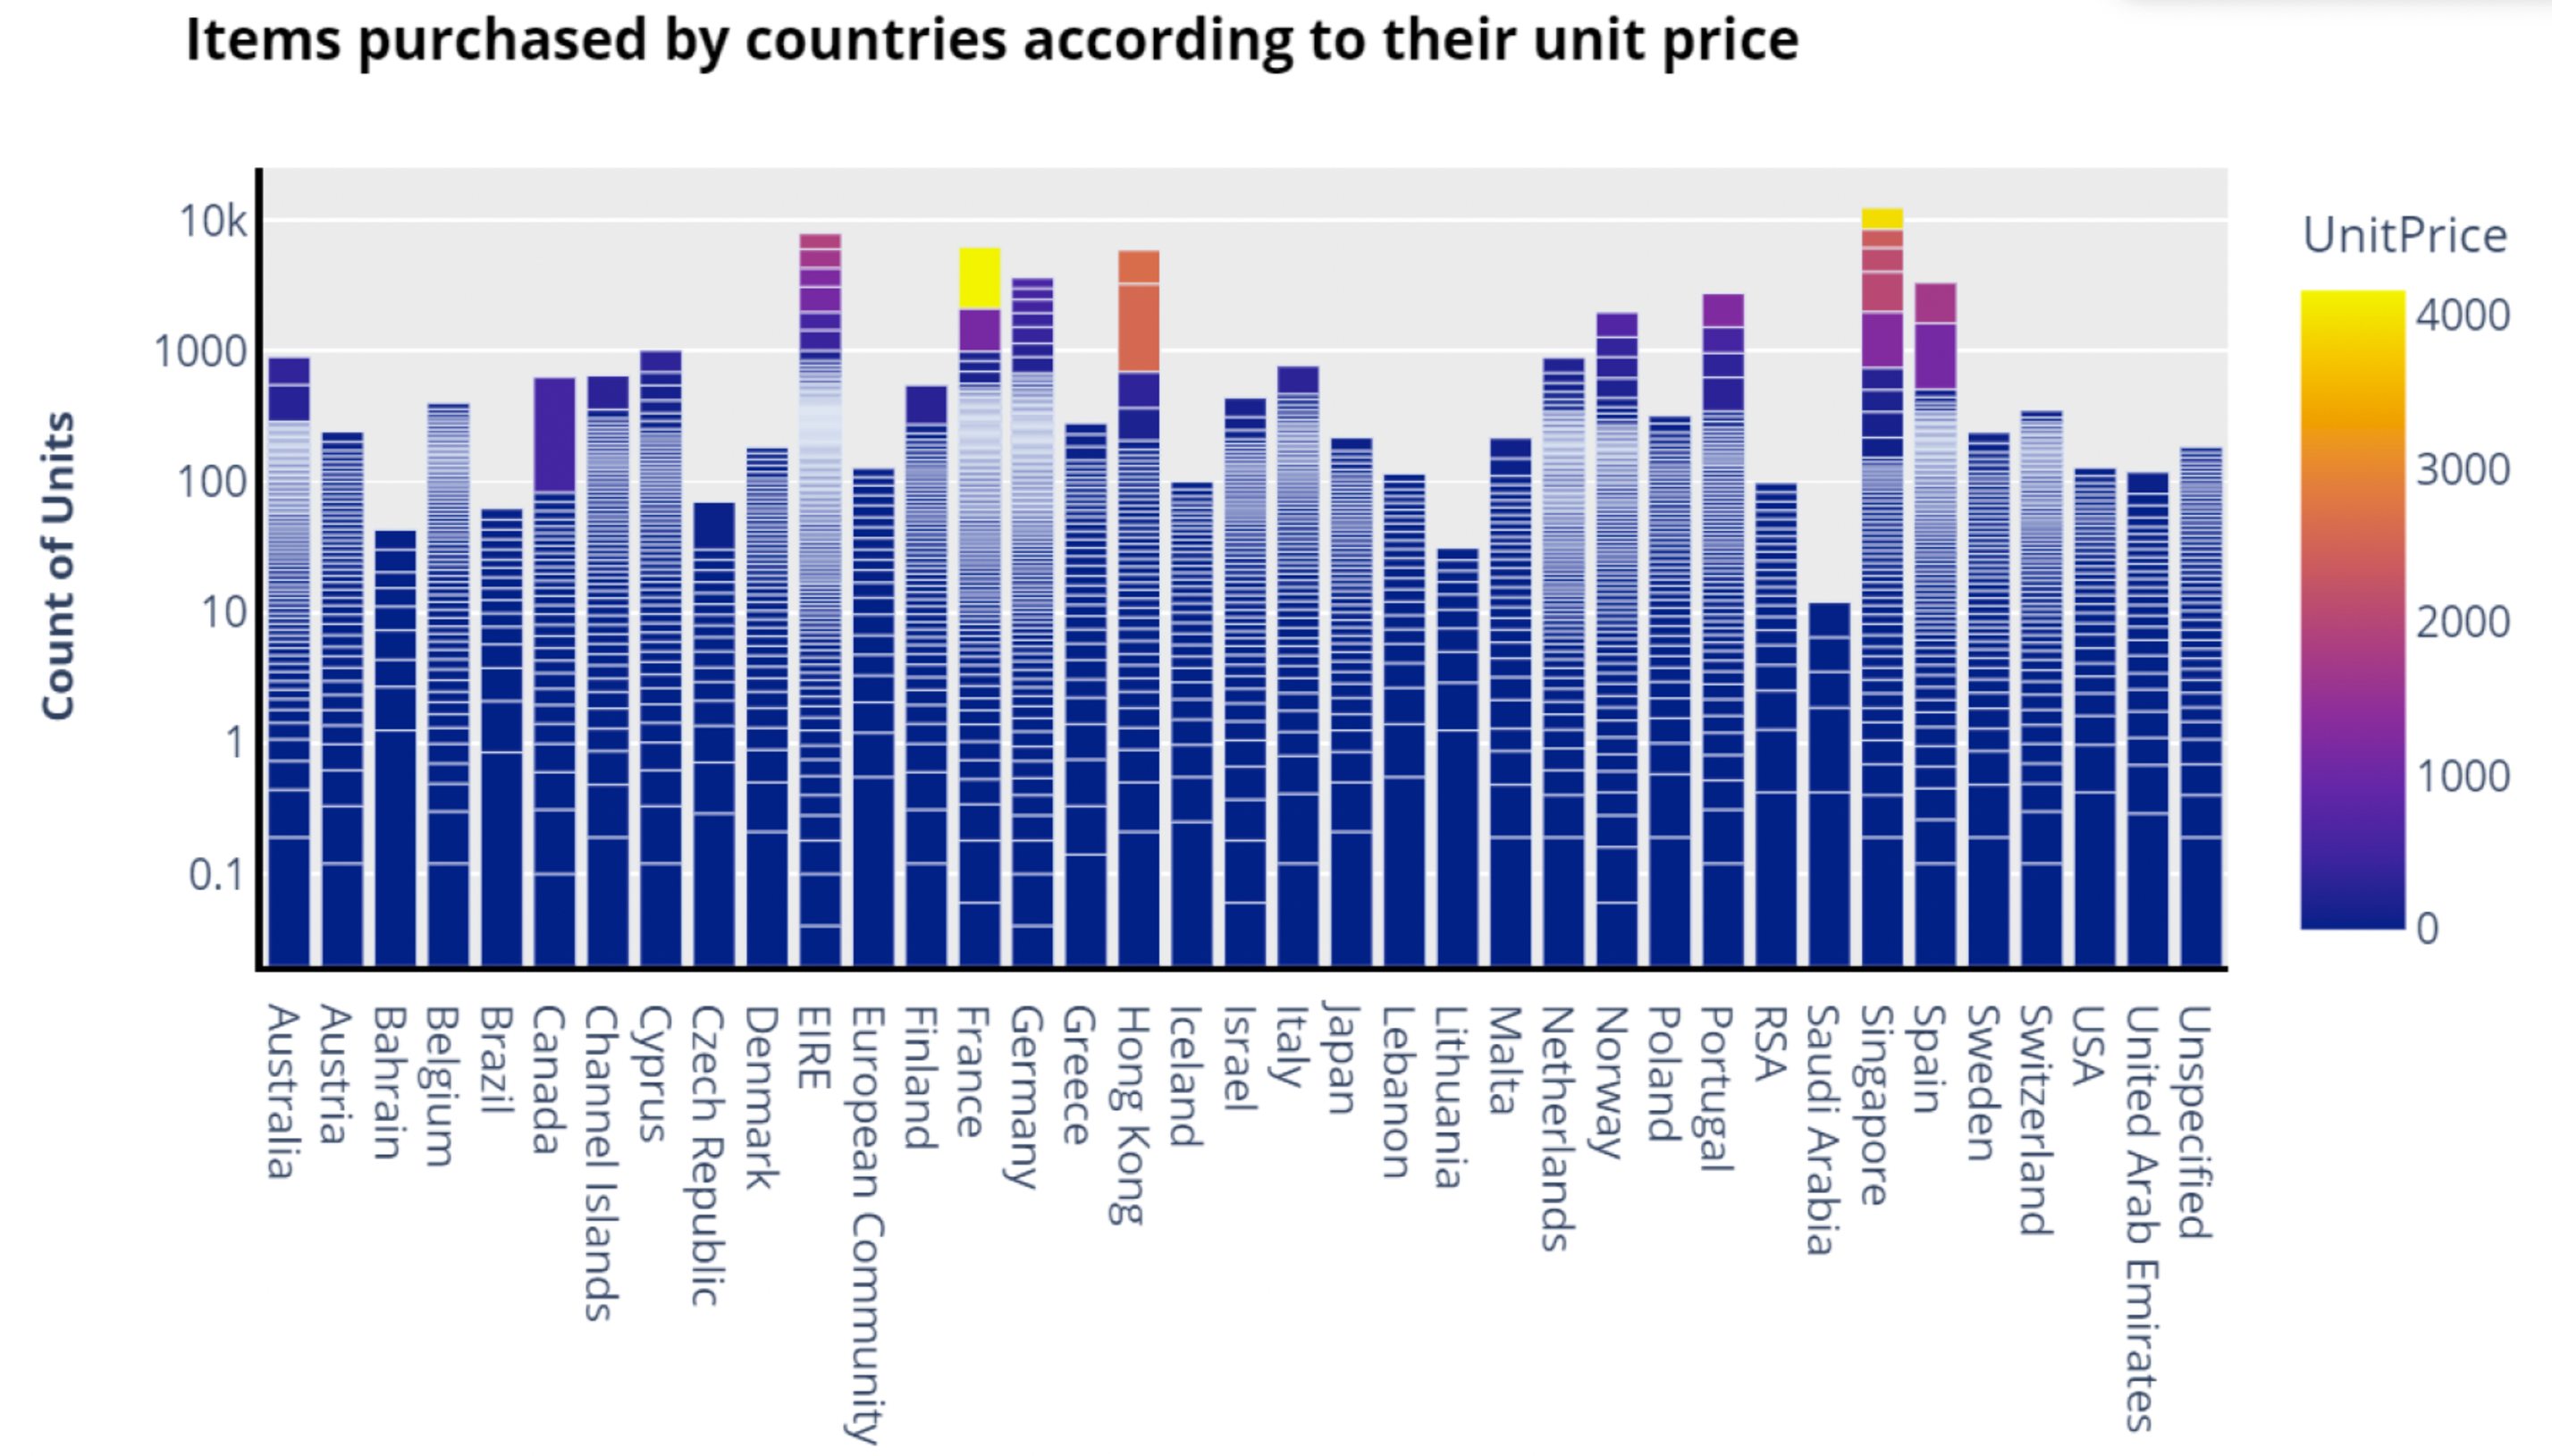 Items purchased by countries according to their unit price
Count of Units
10k
1000
100
10
1
0.1
Australia
Austria
Bahrain
Belgium
Brazil
Canada
Channel Islands
Cyprus
Czech Republic
Denmark
EIRE
European Community
Finland
France
Germany
Greece
Hong Kong
Iceland
Israel
Italy
Japan
Lebanon
Lithuania
Malta
Netherlands
Norway
Poland
Portugal
RSA
Saudi Arabia
Singapore
Spain
Sweden
Switzerland
USA
United Arab Emirates
Unspecified
UnitPrice
4000
3000
2000
1000
0